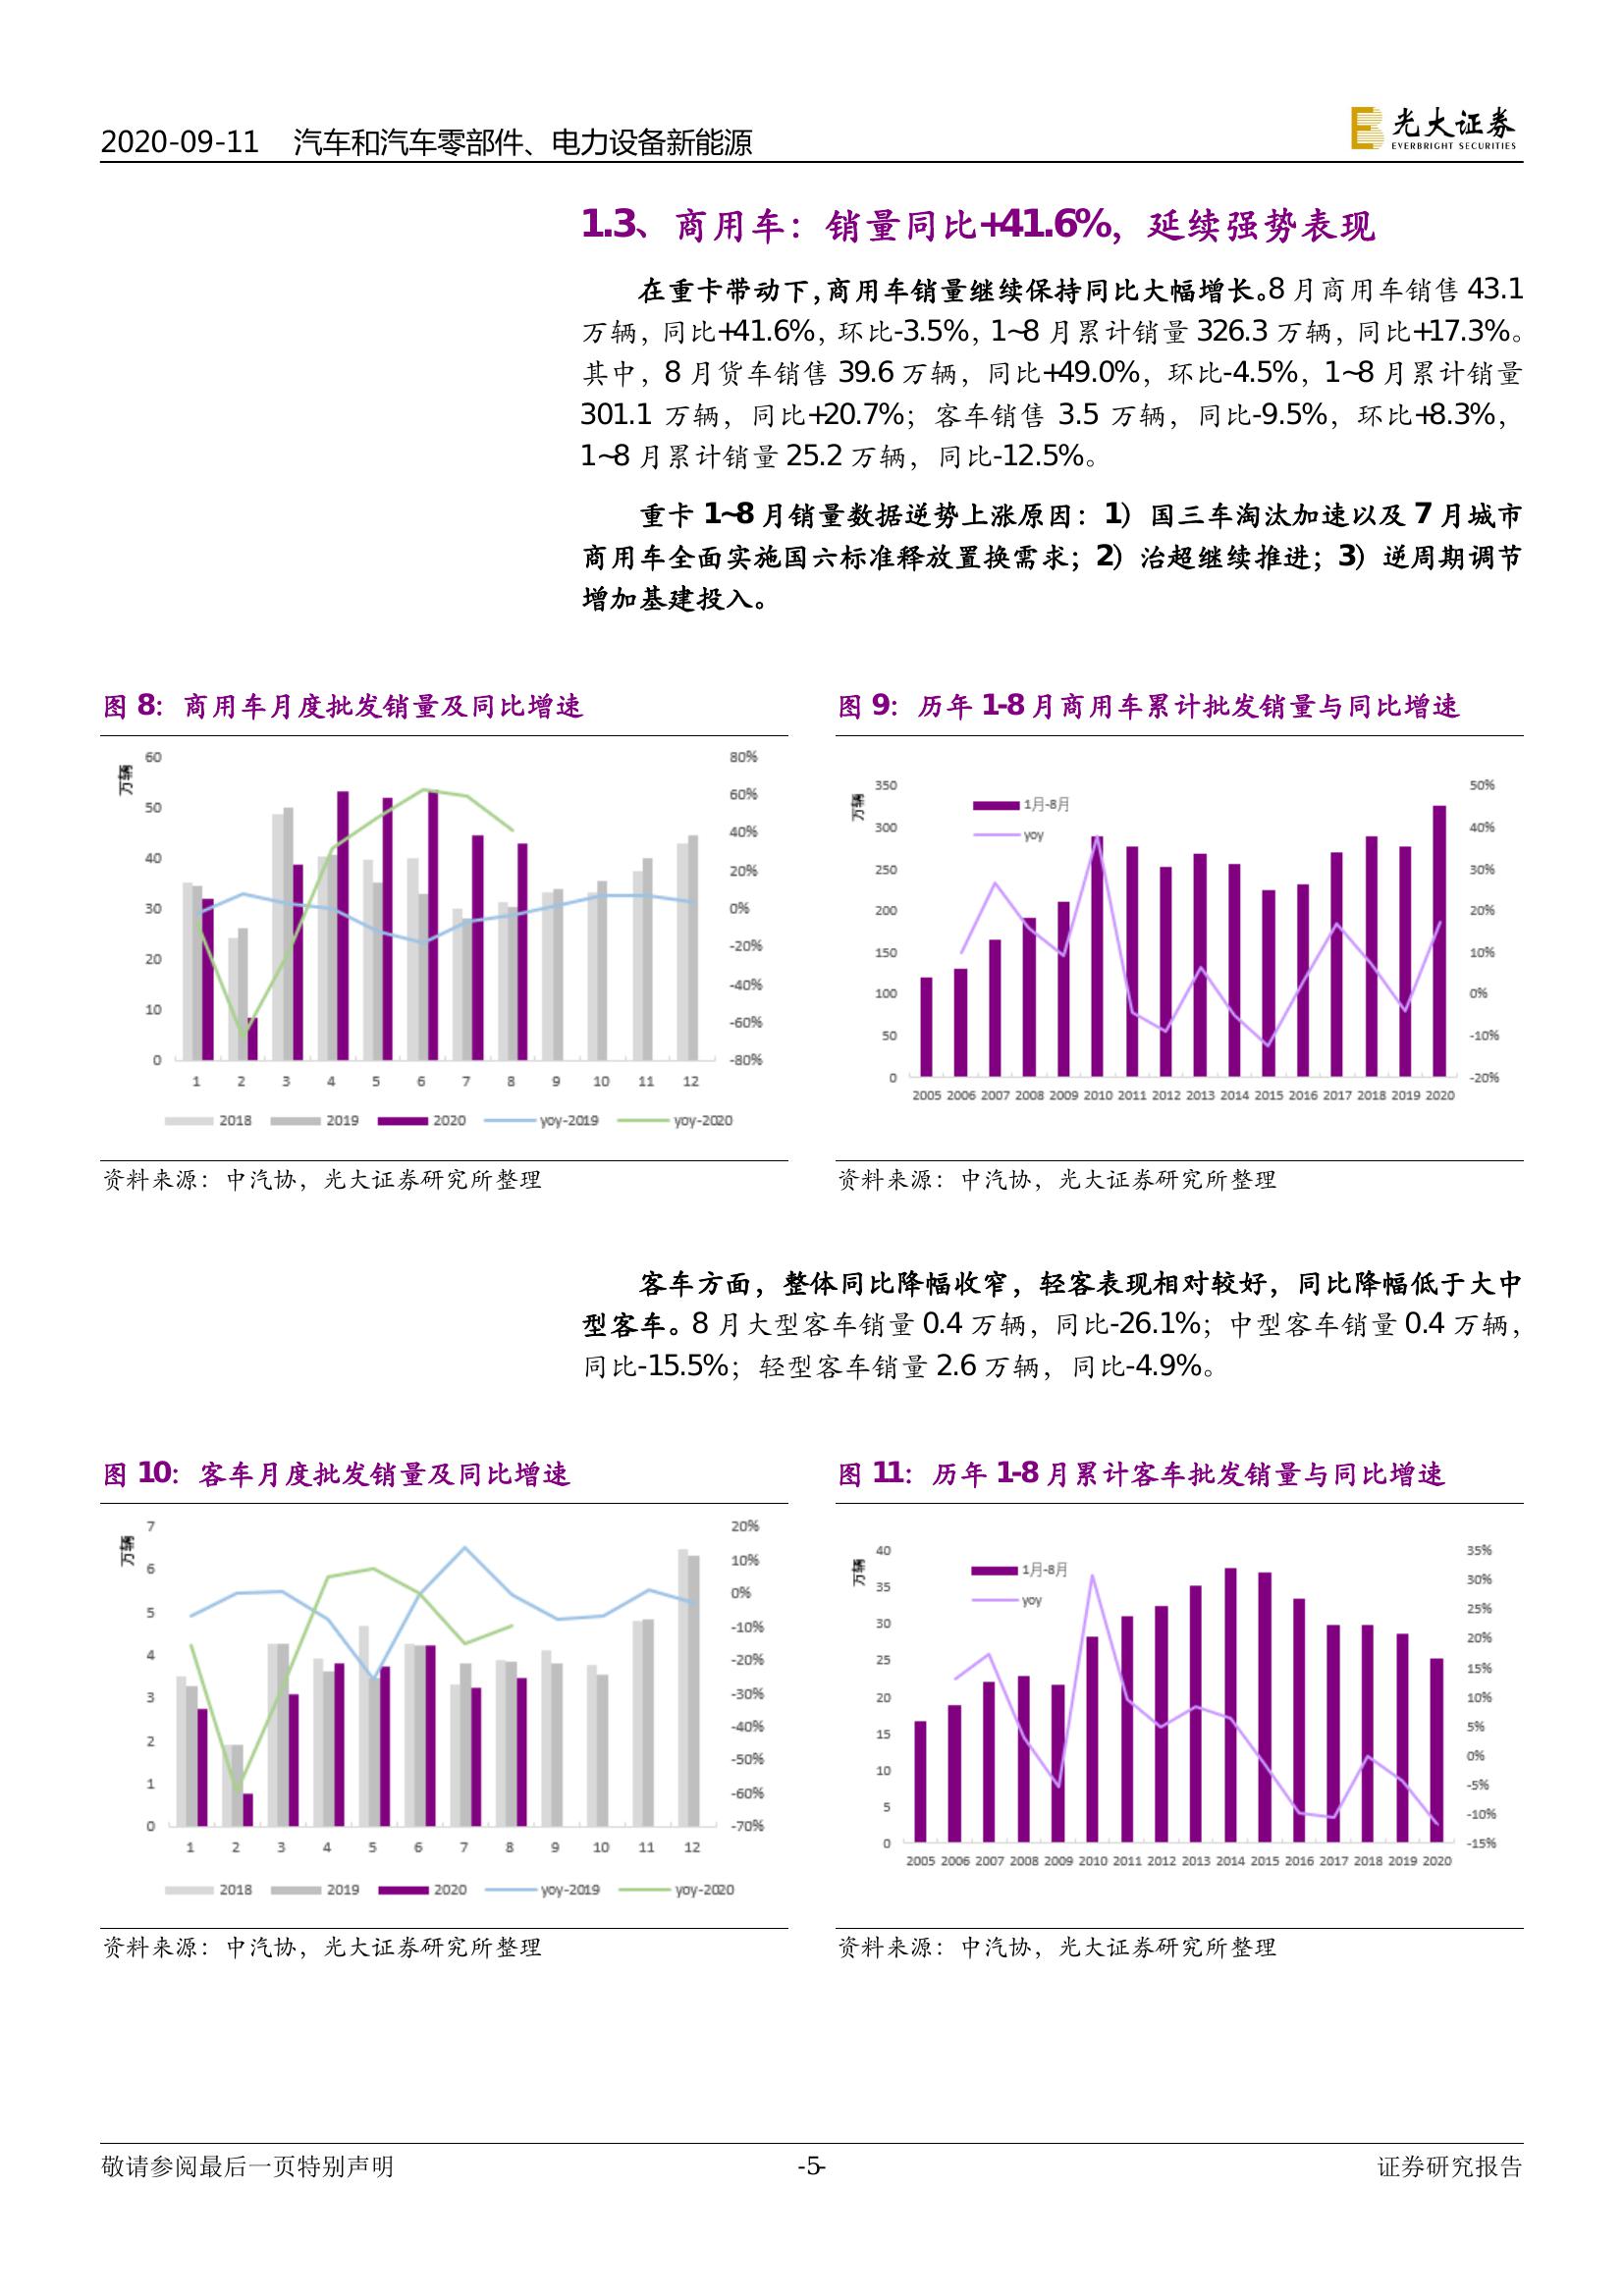 2020-09-11 汽车和汽车零部件、电力设备新能源
光大证券
EVERBRIGHT SECURITIES
1.3、商用车：销量同比+41.6%，延续强势表现
在重卡带动下，商用车销量继续保持同比大幅增长。8 月商用车销售 43.1
万辆，同比+41.6%，环比-3.5%，1~8 月累计销量 326.3 万辆，同比+17.3%。
其中，8 月货车销售 39.6 万辆，同比+49.0%，环比-4.5%，1~8 月累计销量
301.1 万辆，同比+20.7%；客车销售 3.5 万辆，同比-9.5%，环比+8.3%，
1~8 月累计销量 25.2 万辆，同比-12.5%。
重卡 1~8 月销量数据逆势上涨原因：1）国三车淘汰加速以及 7 月城市
商用车全面实施国六标准释放置换需求；2）治超继续推进；3）逆周期调节
增加基建投入。
图 8：商用车月度批发销量及同比增速
万辆
60
50
40
30
20
10
0
80%
60%
40%
20%
0%
-20%
-40%
-60%
-80%
1 2 3 4 5 6 7 8 9 10 11 12
2018 2019 2020 yoy-2019 yoy-2020
资料来源：中汽协，光大证券研究所整理
图 9：历年 1-8 月商用车累计批发销量与同比增速
万辆
350
300
250
200
150
100
50
0
1月-8月
yoy
50%
40%
30%
20%
10%
0%
-10%
-20%
2005 2006 2007 2008 2009 2010 2011 2012 2013 2014 2015 2016 2017 2018 2019 2020
资料来源：中汽协，光大证券研究所整理
客车方面，整体同比降幅收窄，轻客表现相对较好，同比降幅低于大中
型客车。8 月大型客车销量 0.4 万辆，同比-26.1%；中型客车销量 0.4 万辆，
同比-15.5%；轻型客车销量 2.6 万辆，同比-4.9%。
图 10：客车月度批发销量及同比增速
万辆
7
6
5
4
3
2
1
0
20%
10%
0%
-10%
-20%
-30%
-40%
-50%
-60%
-70%
1 2 3 4 5 6 7 8 9 10 11 12
2018 2019 2020 yoy-2019 yoy-2020
资料来源：中汽协，光大证券研究所整理
图 11：历年 1-8 月累计客车批发销量与同比增速
万辆
40
35
30
25
20
15
10
5
0
1月-8月
yoy
35%
30%
25%
20%
15%
10%
5%
0%
-5%
-10%
-15%
2005 2006 2007 2008 2009 2010 2011 2012 2013 2014 2015 2016 2017 2018 2019 2020
资料来源：中汽协，光大证券研究所整理
敬请参阅最后一页特别声明 -5- 证券研究报告